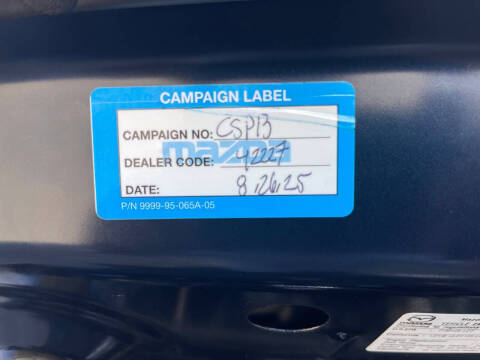 CAMPAIGN LABEL
CAMPAIGN NO: CSP13
mazda
DEALER CODE: 42227
DATE: 8,26,25
P/N 9999-95-065A-05